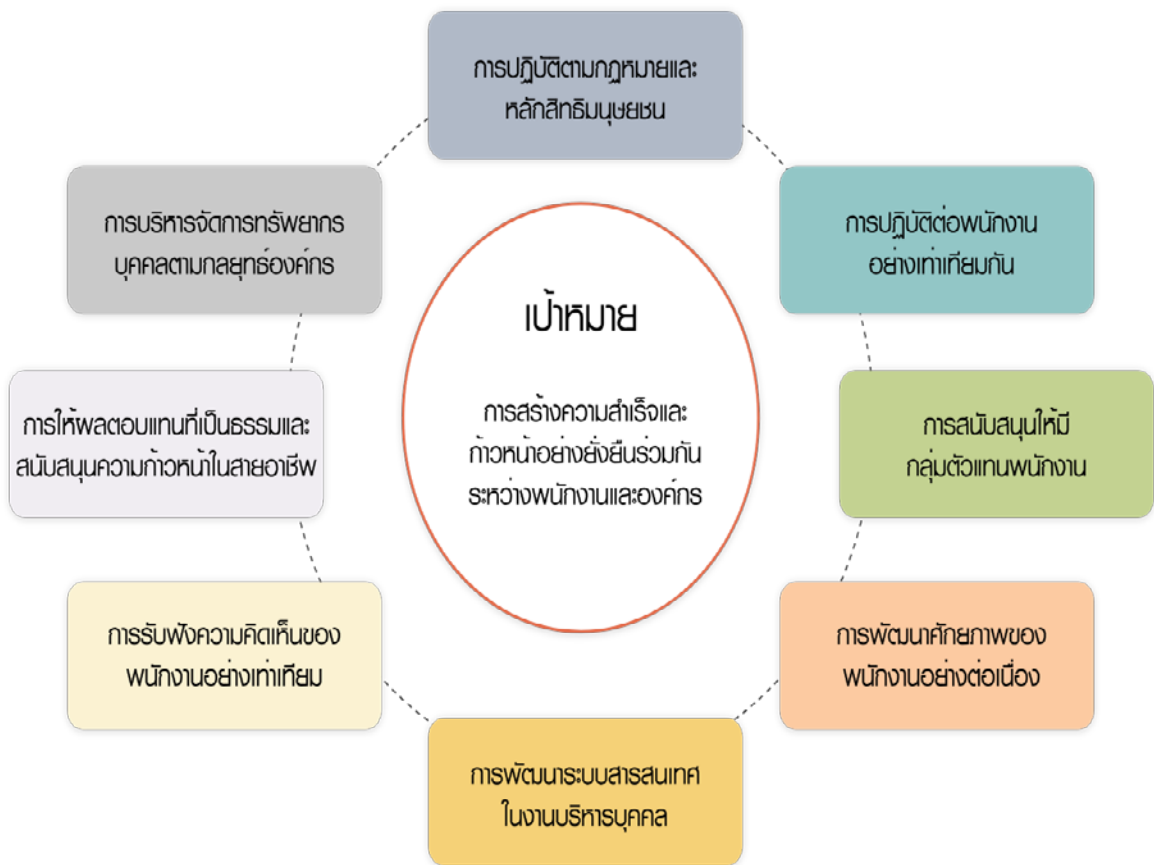 การปฏิบัติตามกฎหมายและ
หลักสิทธิมนุษยชน
การบริหารจัดการทรัพยากร
บุคคลตามกลยุทธ์องค์กร
การปฏิบัติต่อพนักงาน
อย่างเท่าเทียมกัน
เป้าหมาย
การสร้างความสำเร็จและ
ก้าวหน้าอย่างยั่งยืนร่วมกัน
ระหว่างพนักงานและองค์กร
การให้ผลตอบแทนที่เป็นธรรมและ
สนับสนุนความก้าวหน้าในสายอาชีพ
การสนับสนุนให้มี
กลุ่มตัวแทนพนักงาน
การรับฟังความคิดเห็นของ
พนักงานอย่างเท่าเทียม
การพัฒนาศักยภาพของ
พนักงานอย่างต่อเนื่อง
การพัฒนาระบบสารสนเทศ
ในงานบริหารบุคคล